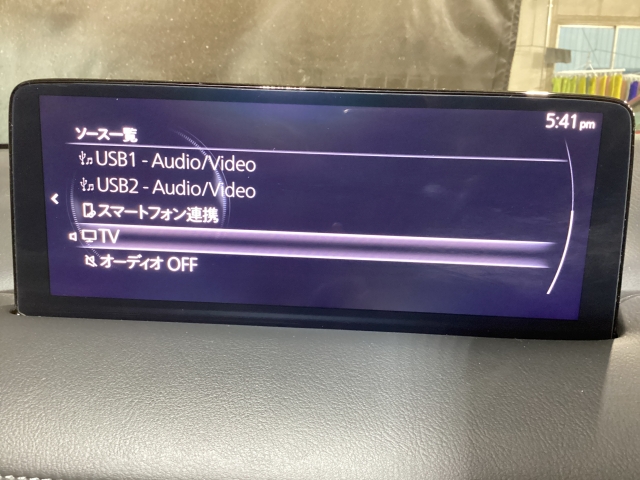 5:41 pm
ソース一覧
USB1 - Audio/Video
USB2 - Audio/Video
スマートフォン連携
TV
オーディオ OFF